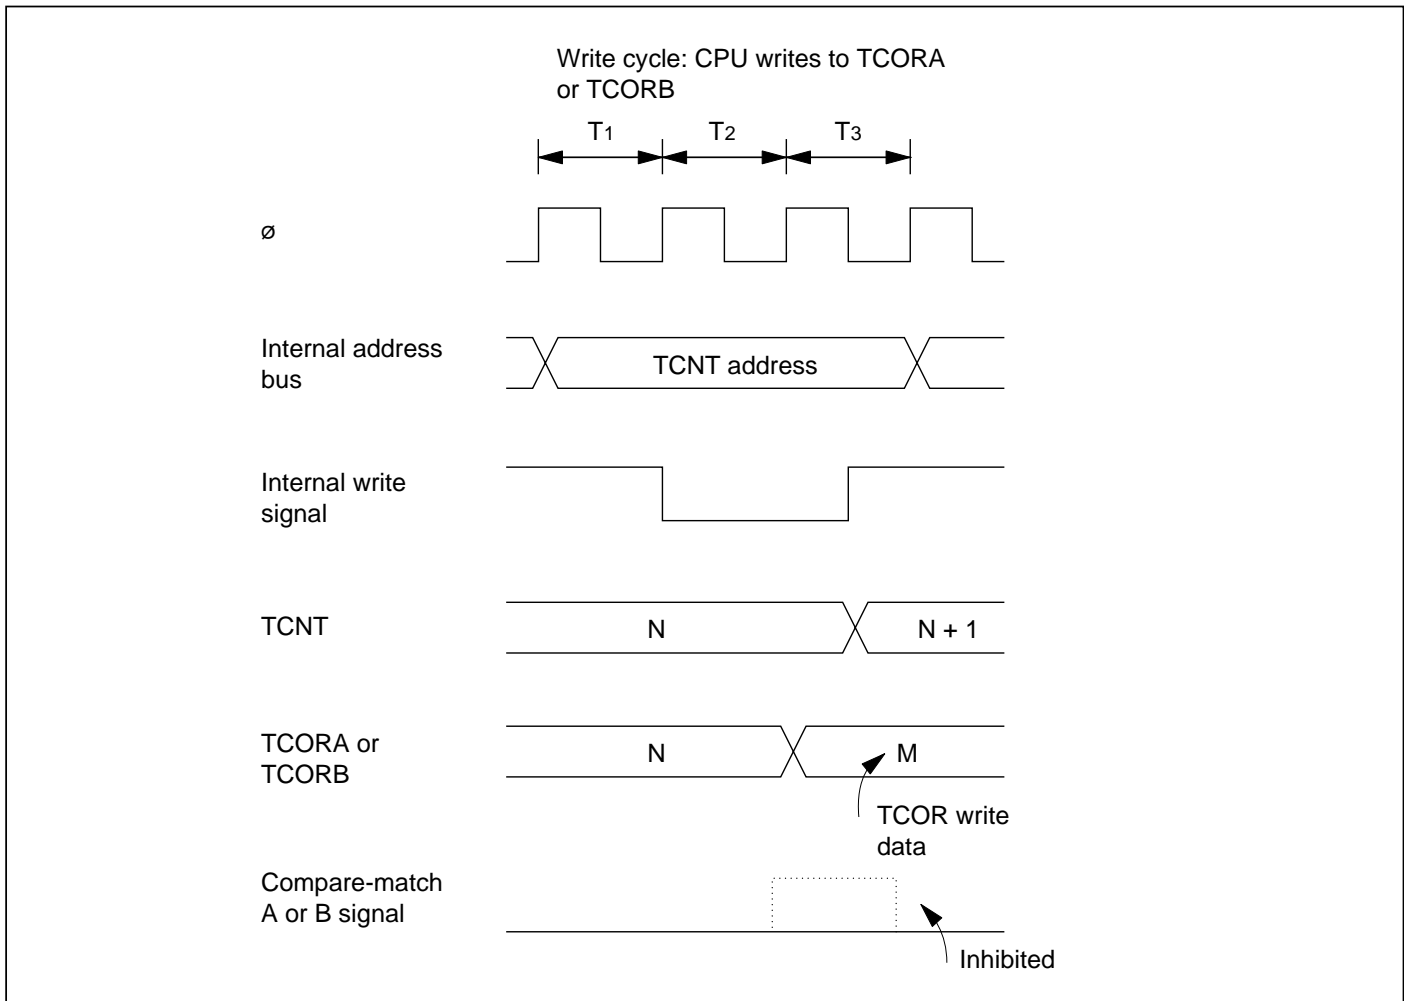 Write cycle: CPU writes to TCORA
or TCORB
T1
T2
T3
ø
Internal address
bus
TCNT address
Internal write
signal
TCNT
N
N + 1
TCORA or
TCORB
N
M
TCOR write
data
Compare-match
A or B signal
Inhibited